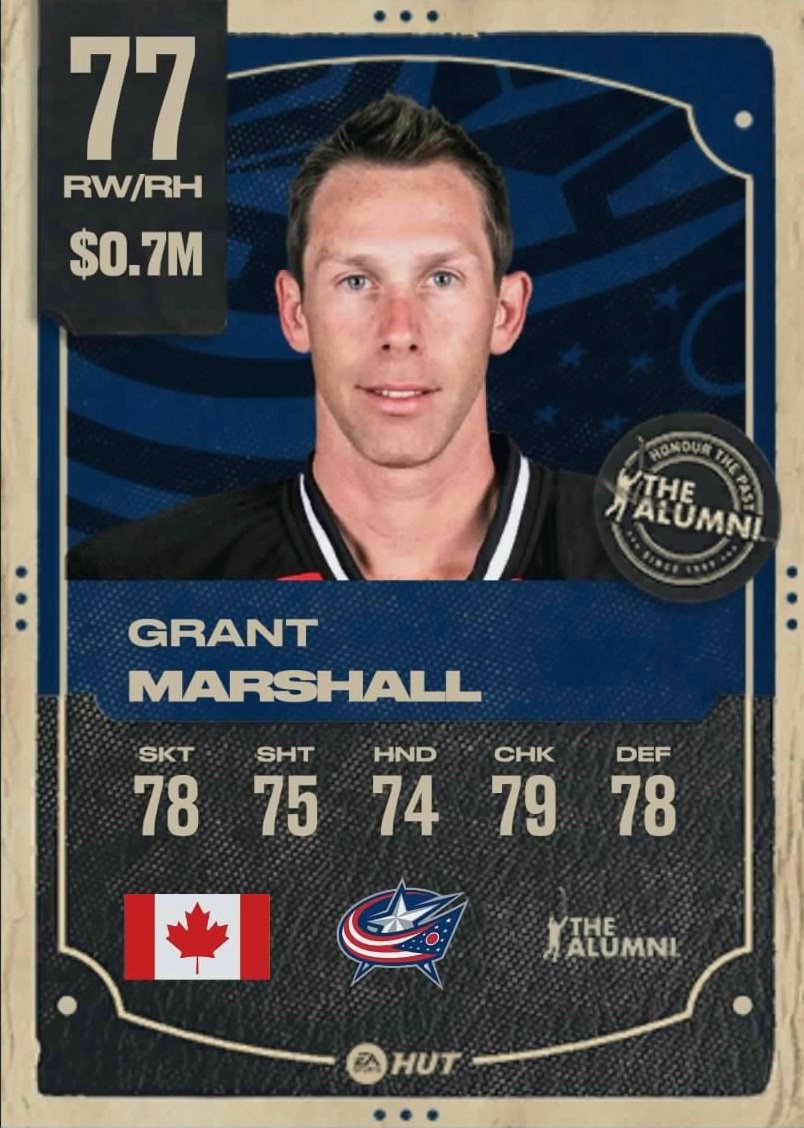 77
RW/RH
$0.7M
HONOUR THE PAST
THE
ALUMNI
GRANT
MARSHALL
SKT SHT HND CHK DEF
78 75 74 79 78
THE
ALUMNI
EA
HUT